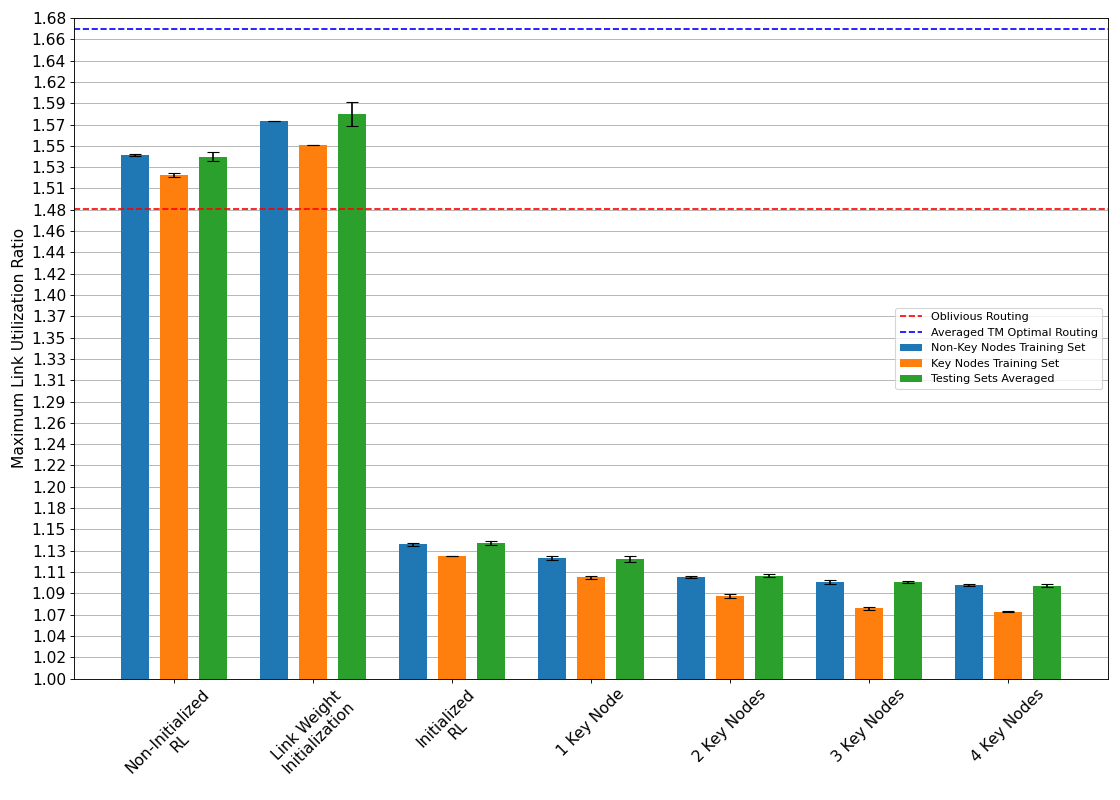 Maximum Link Utilization Ratio
1.68
1.66
1.64
1.62
1.59
1.57
1.55
1.53
1.51
1.48
1.46
1.44
1.42
1.40
1.37
1.35
1.33
1.31
1.29
1.26
1.24
1.22
1.20
1.18
1.15
1.13
1.11
1.09
1.07
1.04
1.02
1.00
Oblivious Routing
Averaged TM Optimal Routing
Non-Key Nodes Training Set
Key Nodes Training Set
Testing Sets Averaged
Non-Initialized
RL
Link Weight
Initialization
Initialized
RL
1 Key Node
2 Key Nodes
3 Key Nodes
4 Key Nodes